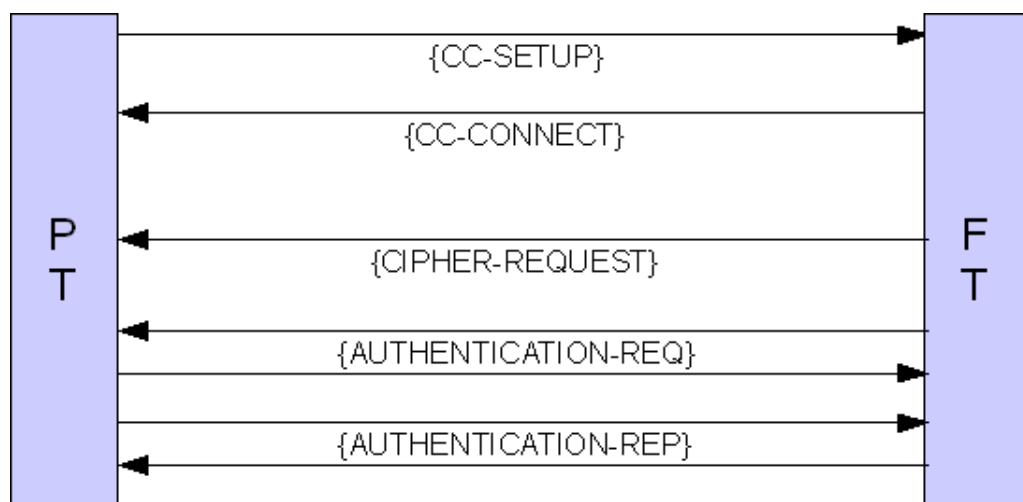 {CC-SETUP}
{CC-CONNECT}
P
T
F
T
{CIPHER-REQUEST}
{AUTHENTICATION-REQ}
{AUTHENTICATION-REP}